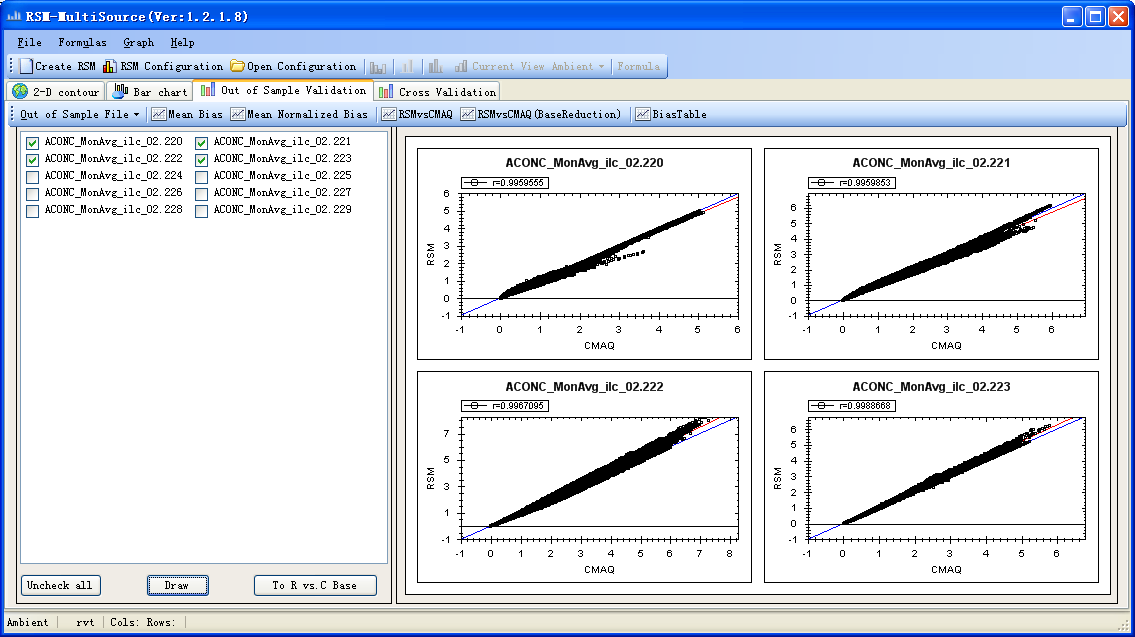 RSM-MultiSource(Ver:1.2.1.8)
File Formulas Graph Help
Create RSM RSM Configuration Open Configuration Current View Ambient Formula
2-D contour Bar chart Out of Sample Validation Cross Validation
Out of Sample File Mean Bias Mean Normalized Bias RSMvsCMAQ RSMvsCMAQ(BaseReduction) BiasTable
ACONC_MonAvg_ilc_02.220 ACONC_MonAvg_ilc_02.221
ACONC_MonAvg_ilc_02.222 ACONC_MonAvg_ilc_02.223
ACONC_MonAvg_ilc_02.224 ACONC_MonAvg_ilc_02.225
ACONC_MonAvg_ilc_02.226 ACONC_MonAvg_ilc_02.227
ACONC_MonAvg_ilc_02.228 ACONC_MonAvg_ilc_02.229
Uncheck all Draw To R vs.C Base
ACONC_MonAvg_ilc_02.220
r=0.9959555
6
5
4
3
2
1
0
-1
RSM
-1 0 1 2 3 4 5 6
CMAQ
ACONC_MonAvg_ilc_02.221
r=0.9959853
6
5
4
3
2
1
0
-1
RSM
-1 0 1 2 3 4 5 6
CMAQ
ACONC_MonAvg_ilc_02.222
r=0.9967095
7
5
3
1
-1
RSM
-1 0 1 2 3 4 5 6 7 8
CMAQ
ACONC_MonAvg_ilc_02.223
r=0.9988668
6
5
4
3
2
1
0
-1
RSM
-1 0 1 2 3 4 5 6
CMAQ
Ambient rvt Cols: Rows: